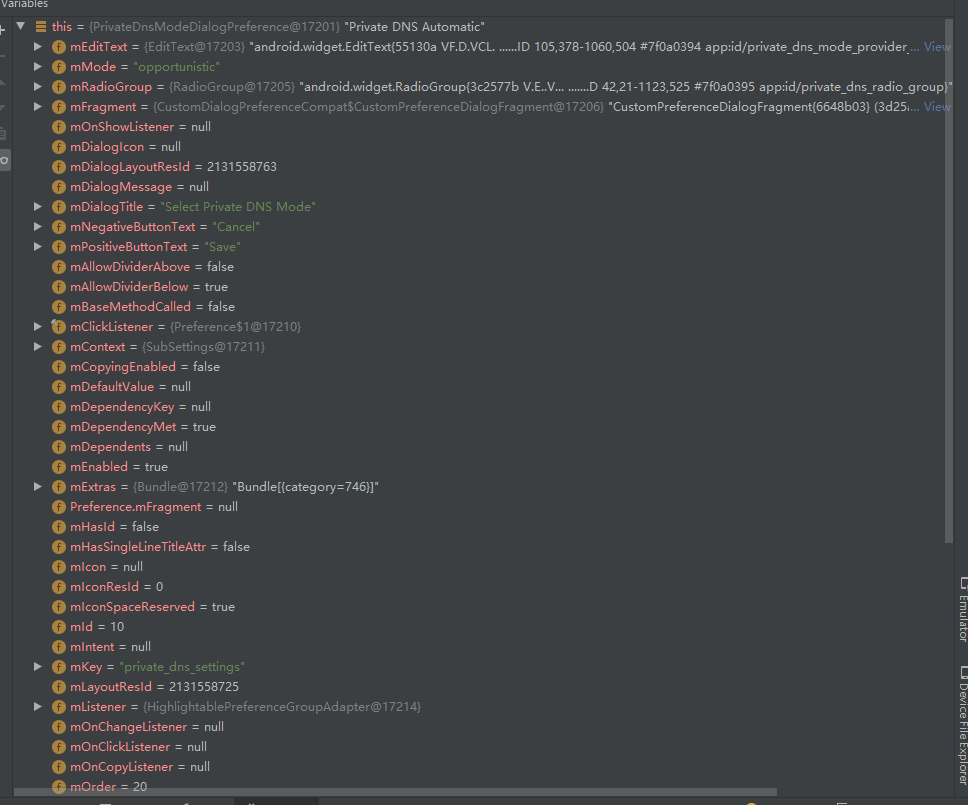 Variables
this = {PrivateDnsModeDialogPreference@17201} "Private DNS Automatic"
mEditText = {EditText@17203} "android.widget.EditText{55130a VF.D.VCL. ......ID 105,378-1060,504 #7f0a0394 app:id/private_dns_mode_provider_... View
mMode = "opportunistic"
mRadioGroup = {RadioGroup@17205} "android.widget.RadioGroup{3c2577b V.E..V... .......D 42,21-1123,525 #7f0a0395 app:id/private_dns_radio_group}"
mFragment = {CustomDialogPreferenceCompat$CustomPreferenceDialogFragment@17206} "CustomPreferenceDialogFragment{6648b03} (3d25a... View
mOnShowListener = null
mDialogIcon = null
mDialogLayoutResId = 2131558763
mDialogMessage = null
mDialogTitle = "Select Private DNS Mode"
mNegativeButtonText = "Cancel"
mPositiveButtonText = "Save"
mAllowDividerAbove = false
mAllowDividerBelow = true
mBaseMethodCalled = false
mClickListener = {Preference$1@17210}
mContext = {SubSettings@17211}
mCopyingEnabled = false
mDefaultValue = null
mDependencyKey = null
mDependencyMet = true
mDependents = null
mEnabled = true
mExtras = {Bundle@17212} "Bundle[{category=746}]"
Preference.mFragment = null
mHasId = false
mHasSingleLineTitleAttr = false
mIcon = null
mIconResId = 0
mIconSpaceReserved = true
mId = 10
mIntent = null
mKey = "private_dns_settings"
mLayoutResId = 2131558725
mListener = {HighlightablePreferenceGroupAdapter@17214}
mOnChangeListener = null
mOnClickListener = null
mOnCopyListener = null
mOrder = 20
Emulator
Device File Explorer